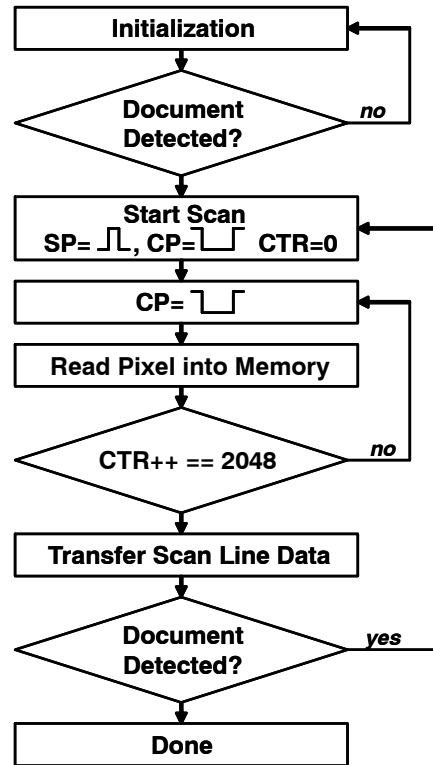 Initialization
Document
Detected?
no
Start Scan
SP= , CP= CTR=0
CP=
Read Pixel into Memory
CTR++ == 2048
no
Transfer Scan Line Data
Document
Detected?
yes
Done